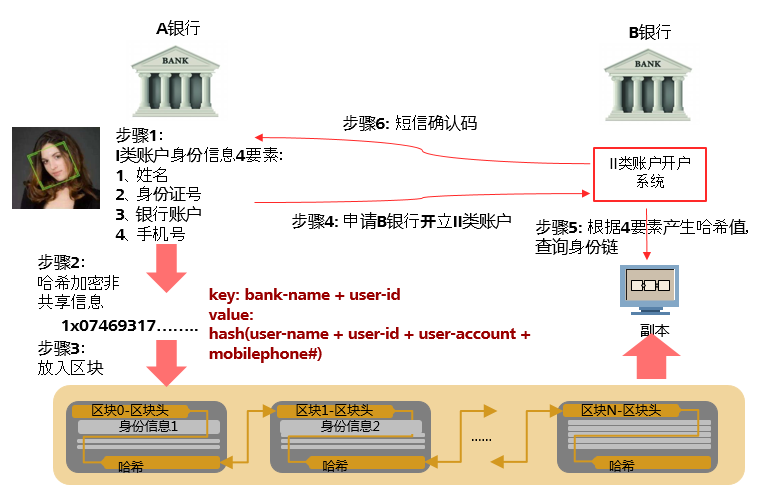 A银行
B银行
BANK
BANK
步骤6: 短信确认码
步骤1:
I类账户身份信息4要素:
1、姓名
2、身份证号
3、银行账户
4、手机号
II类账户开户
系统
步骤4: 申请B银行开立II类账户
步骤5: 根据4要素产生哈希值,
查询身份链
步骤2:
哈希加密非
共享信息
key: bank-name + user-id
value:
hash(user-name + user-id + user-account +
mobilephone#)
1x07469317……..
副本
步骤3:
放入区块
区块0-区块头
身份信息1
哈希
区块1-区块头
身份信息2
哈希
……
区块N-区块头
哈希